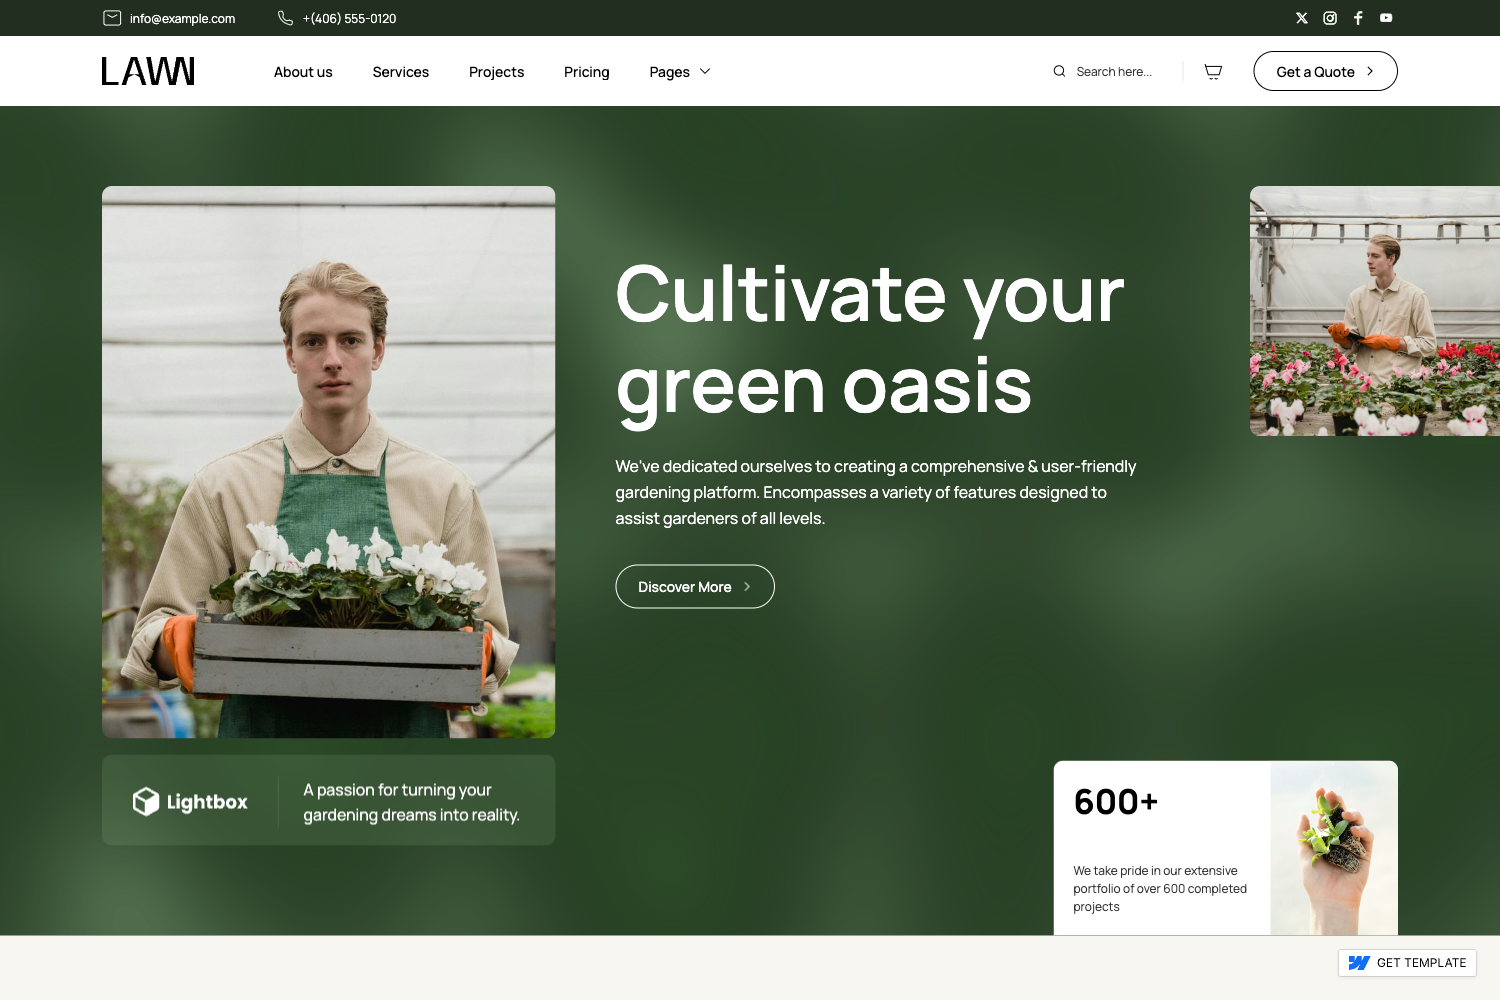 info@example.com
+(406) 555-0120
LAWN
About us
Services
Projects
Pricing
Pages
Search here...
Get a Quote
Cultivate your
green oasis
We've dedicated ourselves to creating a comprehensive & user-friendly
gardening platform. Encompasses a variety of features designed to
assist gardeners of all levels.
Discover More
Lightbox
A passion for turning your
gardening dreams into reality.
600+
We take pride in our extensive
portfolio of over 600 completed
projects
GET TEMPLATE